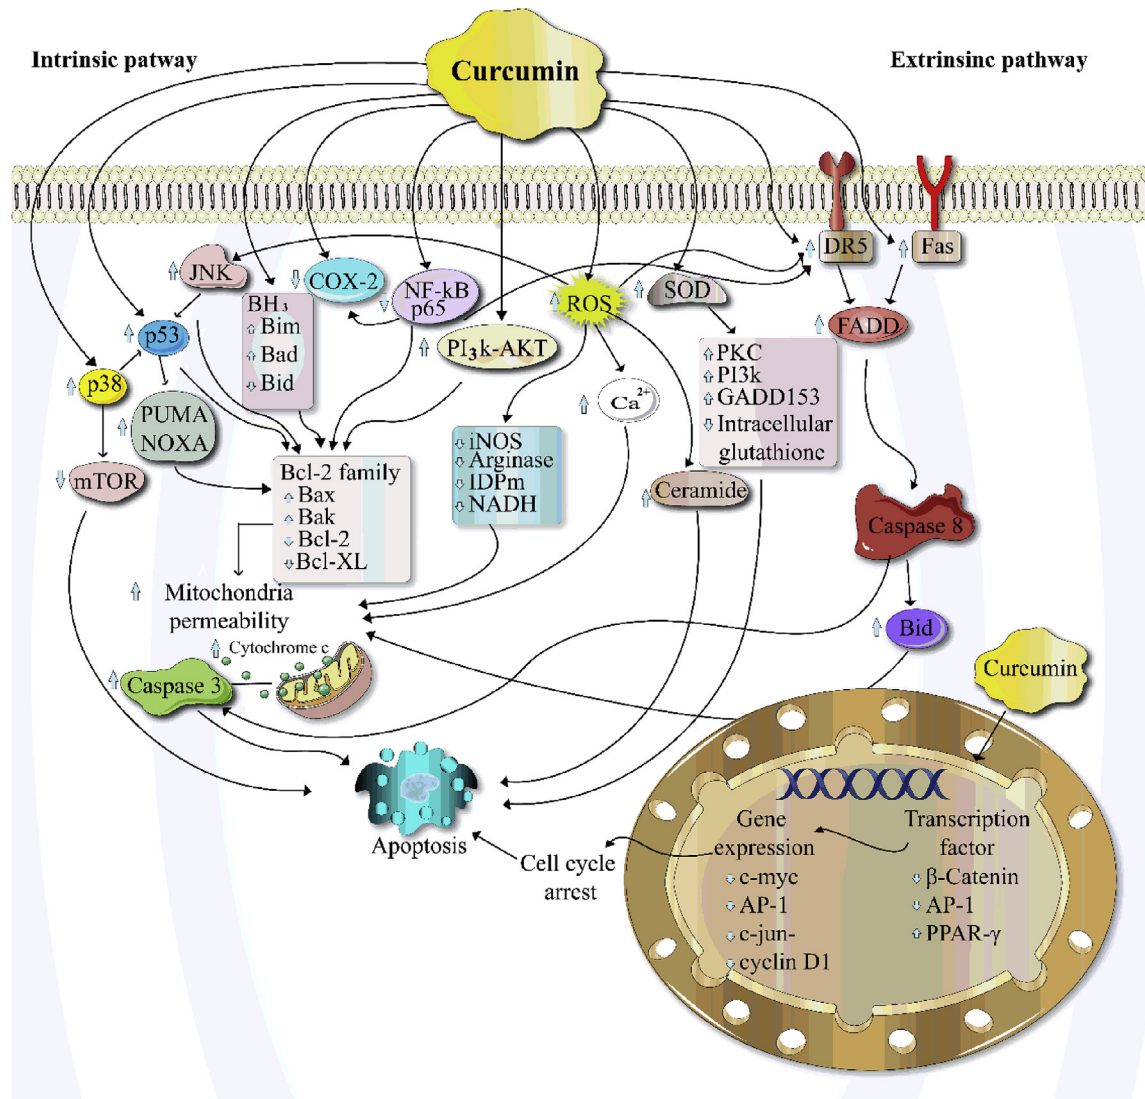 Curcumin
Intrinsic patway
Extrinsinc pathway
JNK
COX-2
NF-kB
p65
ROS
SOD
DR5
Fas
BH₃
Bim
Bad
Bid
p53
p38
PI₃k-AKT
FADD
PKC
PI3k
GADD153
Intracellular
glutathione
PUMA
NOXA
Ca²⁺
mTOR
Bcl-2 family
Bax
Bak
Bcl-2
Bcl-XL
iNOS
Arginase
IDPm
NADH
Ceramide
Caspase 8
Mitochondria
permeability
Cytochrome c
Bid
Curcumin
Caspase 3
Apoptosis
Cell cycle
arrest
Gene
expression
c-myc
AP-1
c-jun-
cyclin D1
Transcription
factor
β-Catenin
AP-1
PPAR-γ